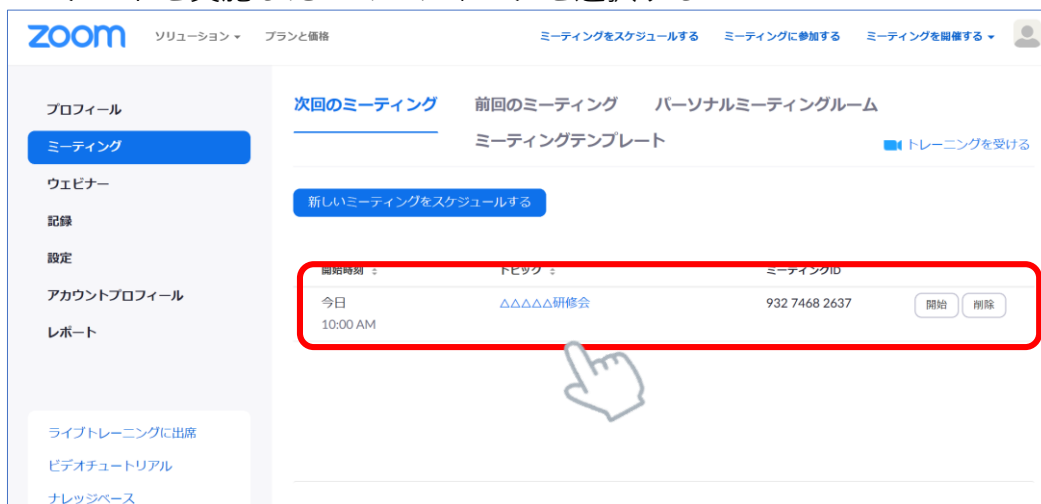 zoom ソリューション プランと価格 ミーティングをスケジュールする ミーティングに参加する ミーティングを開催する
プロフィール
ミーティング
ウェビナー
記録
設定
アカウントプロフィール
レポート
ライブトレーニングに出席
ビデオチュートリアル
ナレッジベース
次回のミーティング 前回のミーティング パーソナルミーティングルーム
ミーティングテンプレート
トレーニングを受ける
新しいミーティングをスケジュールする
開始時刻 トピック ミーティングID
今日 △△△△△研修会 932 7468 2637 開始 削除
10:00 AM